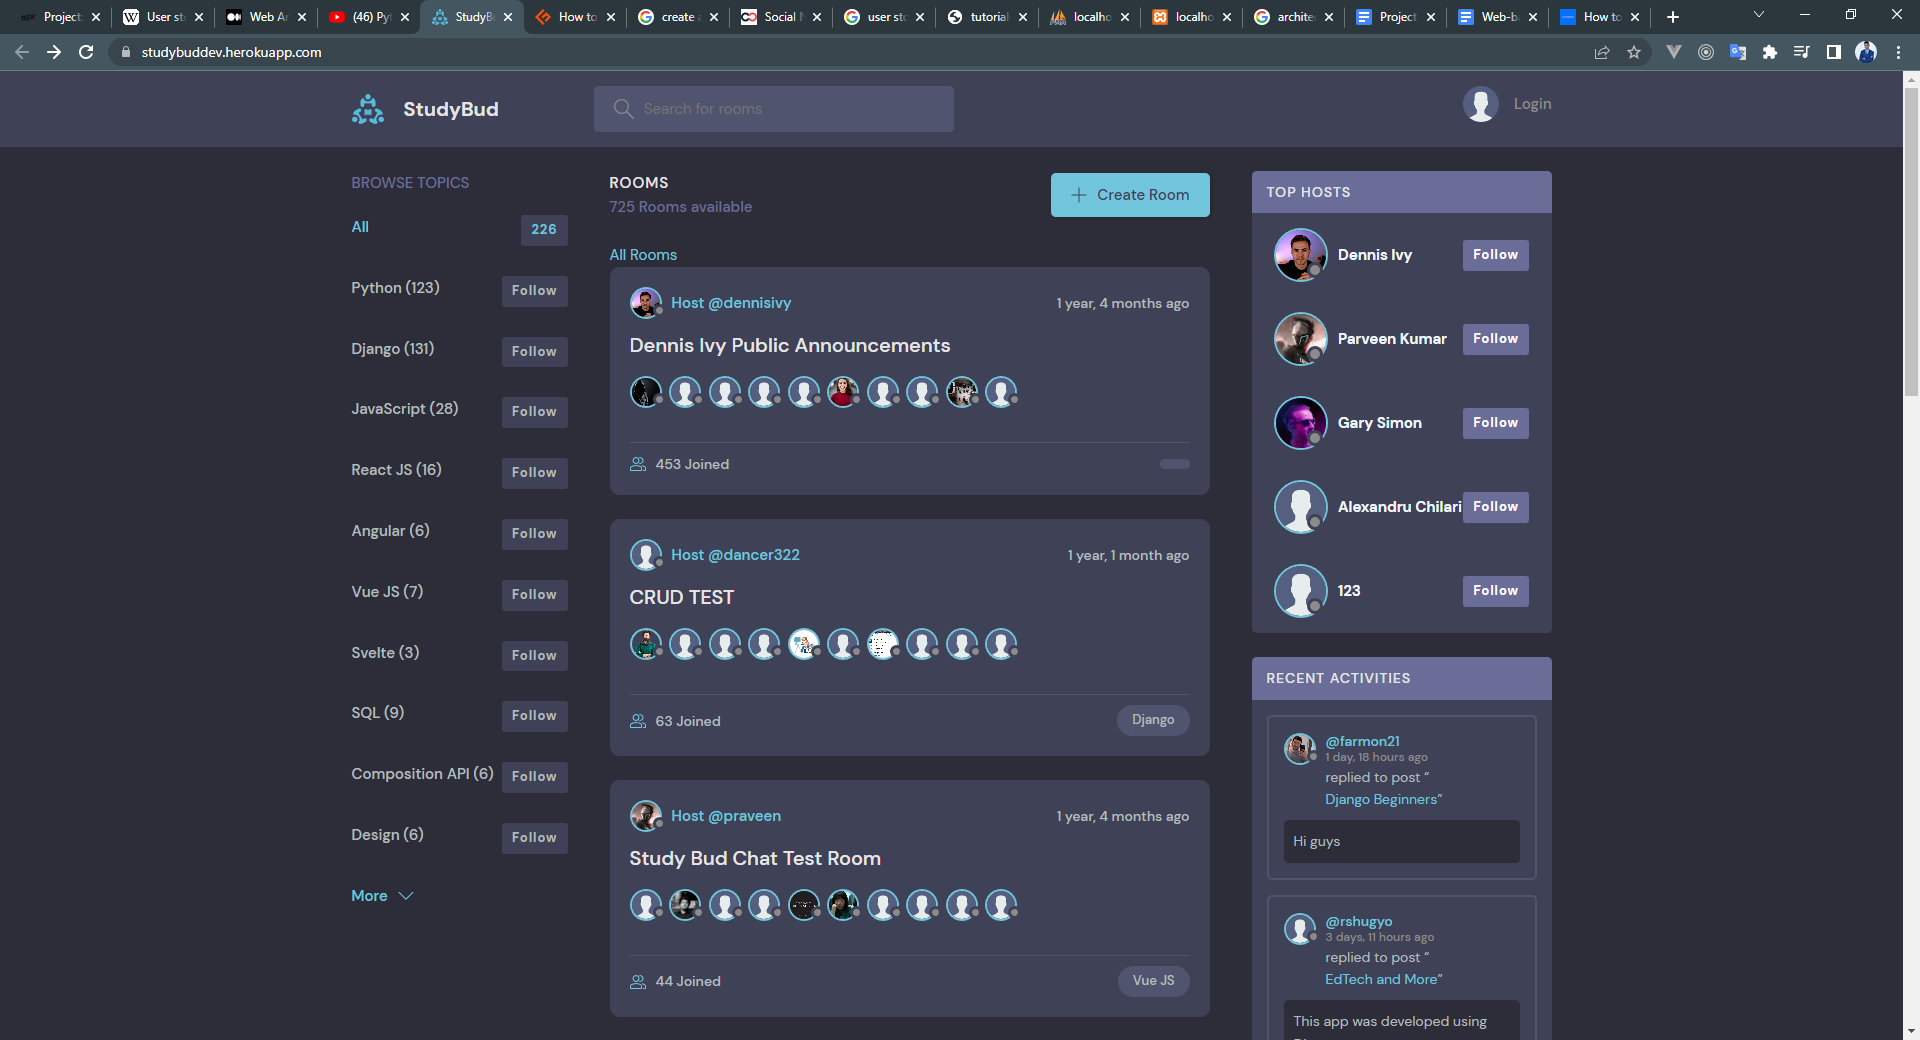 Project
User st
Web Ar
(46) Pyt
StudyBu
How to
create a
Social N
user sto
tutorial
localho
localho
archite
Project
Web-b
How to
studybuddev.herokuapp.com
StudyBud
Search for rooms
Login
BROWSE TOPICS
All 226
Python (123) Follow
Django (131) Follow
JavaScript (28) Follow
React JS (16) Follow
Angular (6) Follow
Vue JS (7) Follow
Svelte (3) Follow
SQL (9) Follow
Composition API (6) Follow
Design (6) Follow
More
ROOMS
725 Rooms available
Create Room
All Rooms
Host @dennisivy 1 year, 4 months ago
Dennis Ivy Public Announcements
453 Joined
Host @dancer322 1 year, 1 month ago
CRUD TEST
63 Joined Django
Host @praveen 1 year, 4 months ago
Study Bud Chat Test Room
44 Joined Vue JS
TOP HOSTS
Dennis Ivy Follow
Parveen Kumar Follow
Gary Simon Follow
Alexandru Chilari Follow
123 Follow
RECENT ACTIVITIES
@farmon21
1 day, 18 hours ago
replied to post “
Django Beginners”
Hi guys
@rshugyo
3 days, 11 hours ago
replied to post “
EdTech and More”
This app was developed using